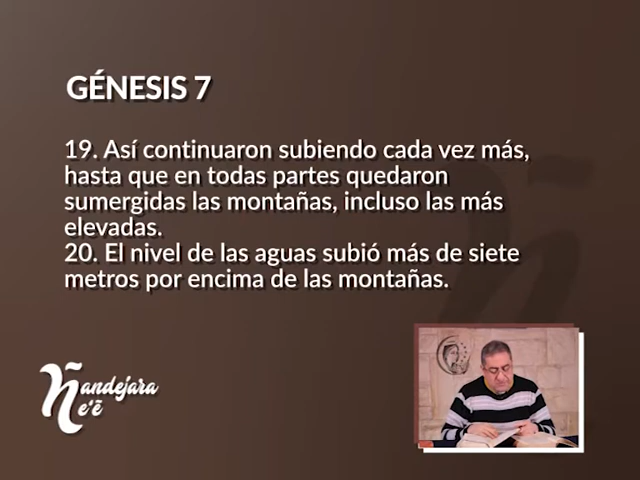 GÉNESIS 7
19. Así continuaron subiendo cada vez más,
hasta que en todas partes quedaron
sumergidas las montañas, incluso las más
elevadas.
20. El nivel de las aguas subió más de siete
metros por encima de las montañas.
Ñandejara
Ñe'ẽ